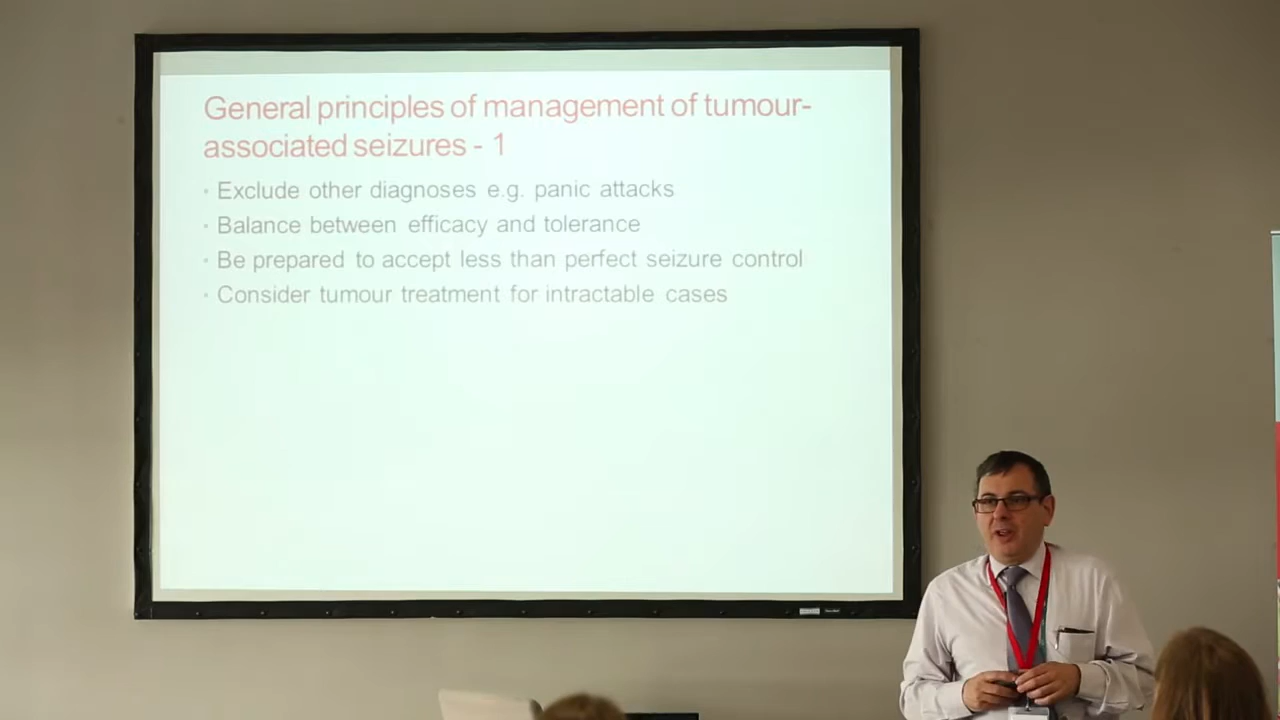 General principles of management of tumour-
associated seizures - 1
• Exclude other diagnoses e.g. panic attacks
• Balance between efficacy and tolerance
• Be prepared to accept less than perfect seizure control
• Consider tumour treatment for intractable cases